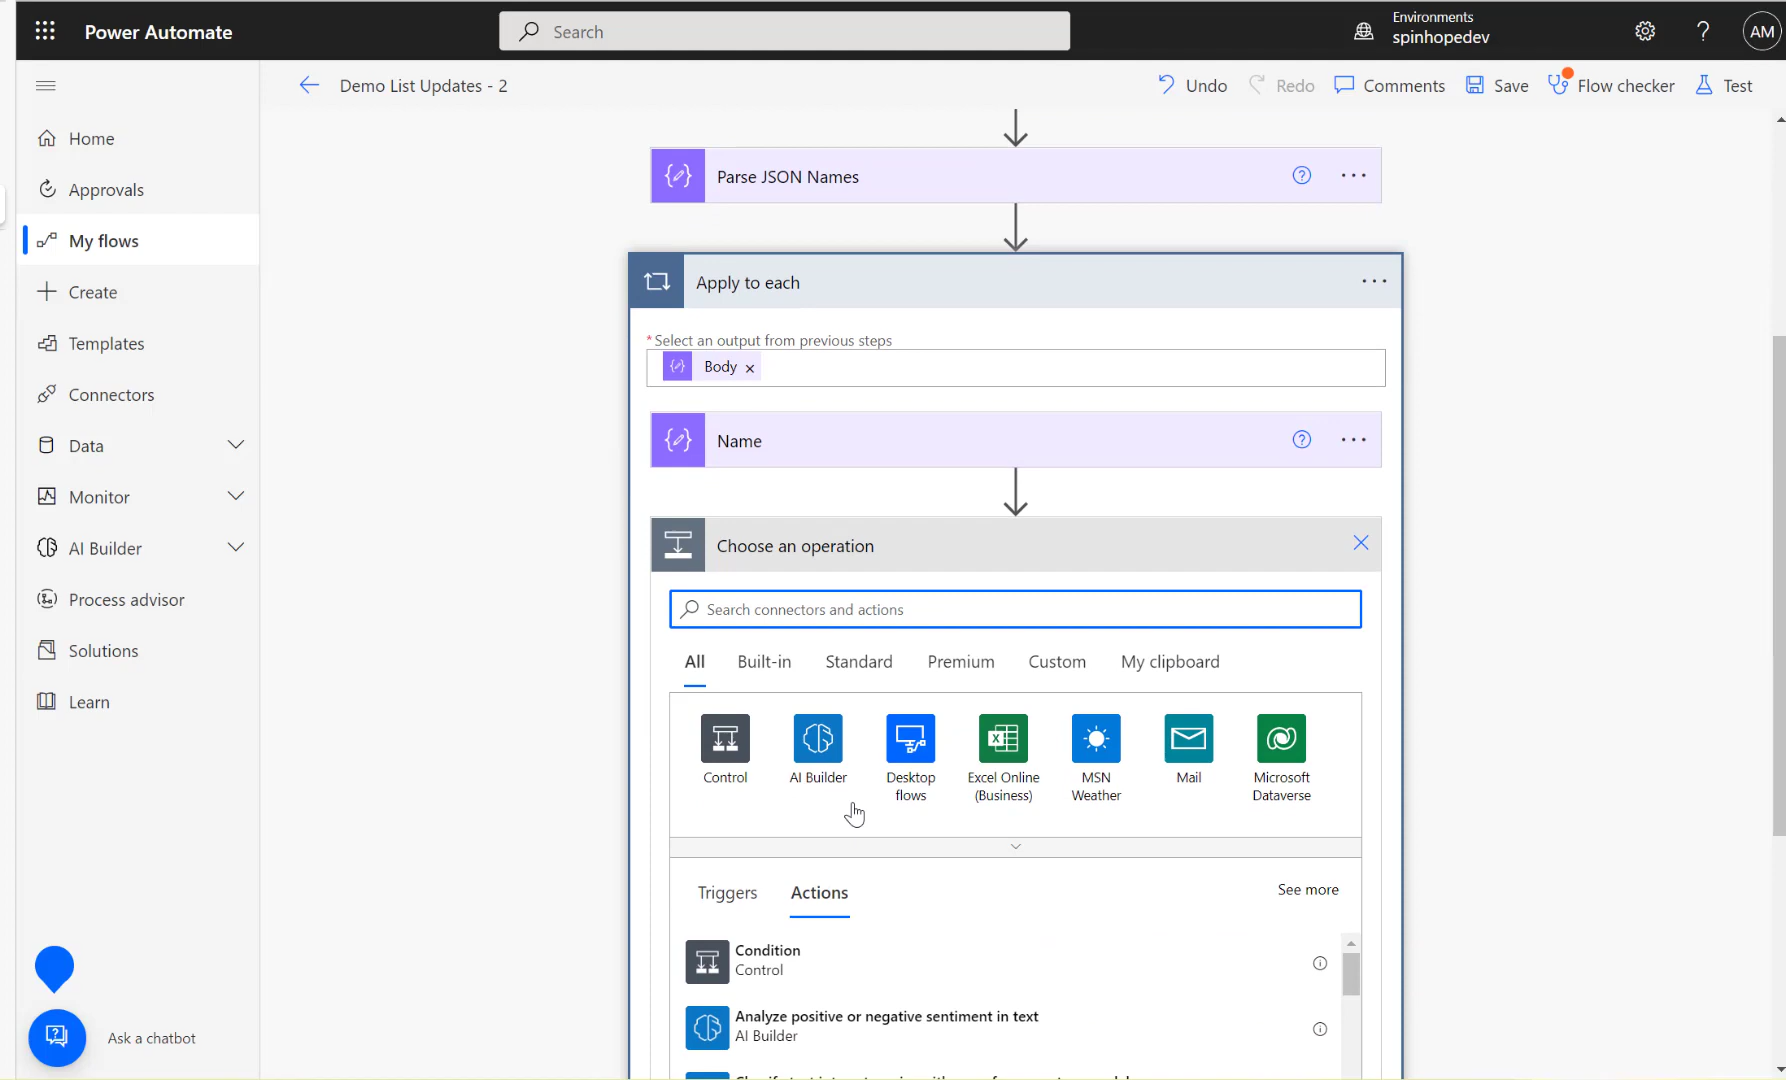 Power Automate
Search
Environments
spinhopedev
?
AM
Demo List Updates - 2
Undo
Redo
Comments
Save
Flow checker
Test
Home
Approvals
My flows
Create
Templates
Connectors
Data
Monitor
AI Builder
Process advisor
Solutions
Learn
Ask a chatbot
Parse JSON Names
Apply to each
* Select an output from previous steps
Body
Name
Choose an operation
Search connectors and actions
All
Built-in
Standard
Premium
Custom
My clipboard
Control
AI Builder
Desktop
flows
Excel Online
(Business)
MSN
Weather
Mail
Microsoft
Dataverse
Triggers
Actions
See more
Condition
Control
Analyze positive or negative sentiment in text
AI Builder